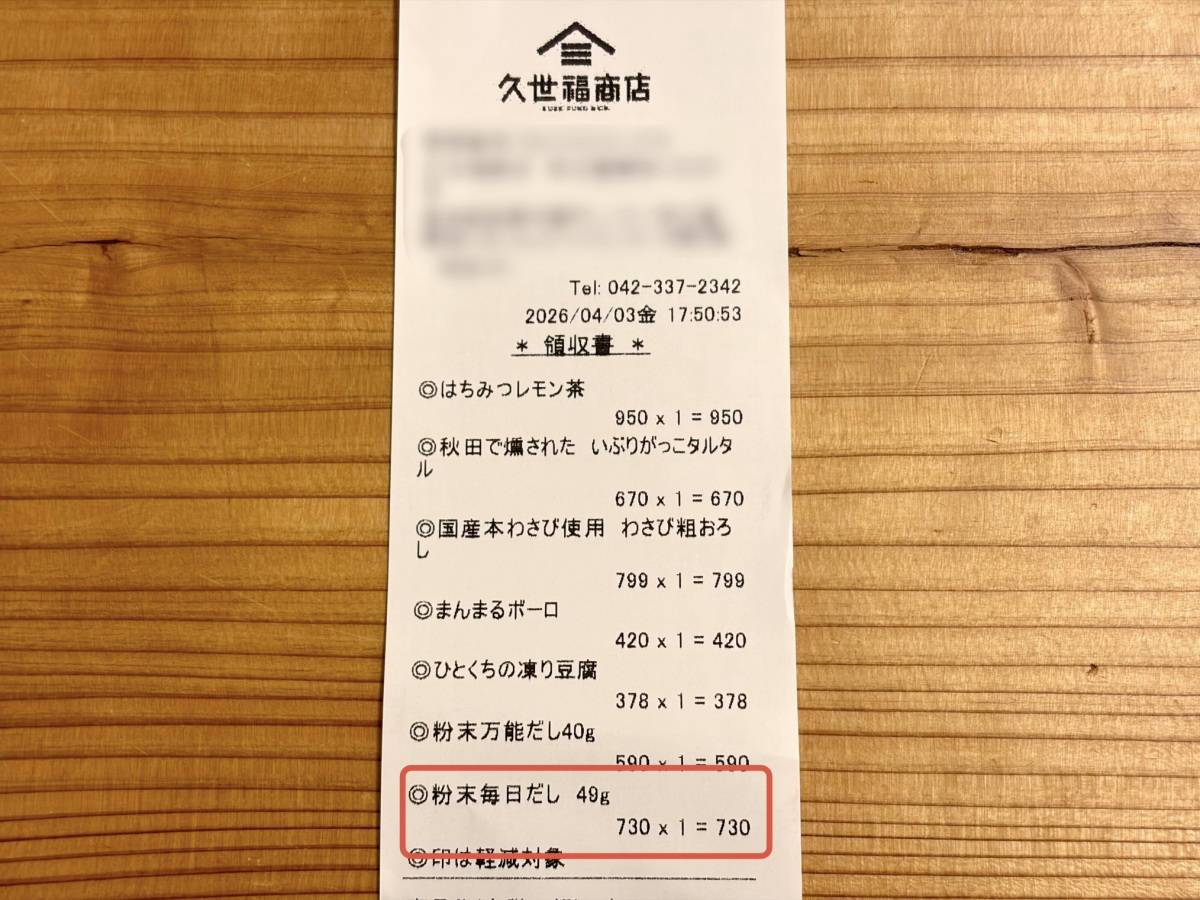 久世福商店
Tel: 042-337-2342
2026/04/03金 17:50:53
* 領収書 *
◎はちみつレモン茶
950 x 1 = 950
◎秋田で燻された いぶりがっこタルタ
ル
670 x 1 = 670
◎国産本わさび使用 わさび粗おろ
し
799 x 1 = 799
◎まんまるボーロ
420 x 1 = 420
◎ひとくちの凍り豆腐
378 x 1 = 378
◎粉末万能だし40g
590 x 1 = 590
◎粉末毎日だし 49g
730 x 1 = 730
◎印は軽減対象